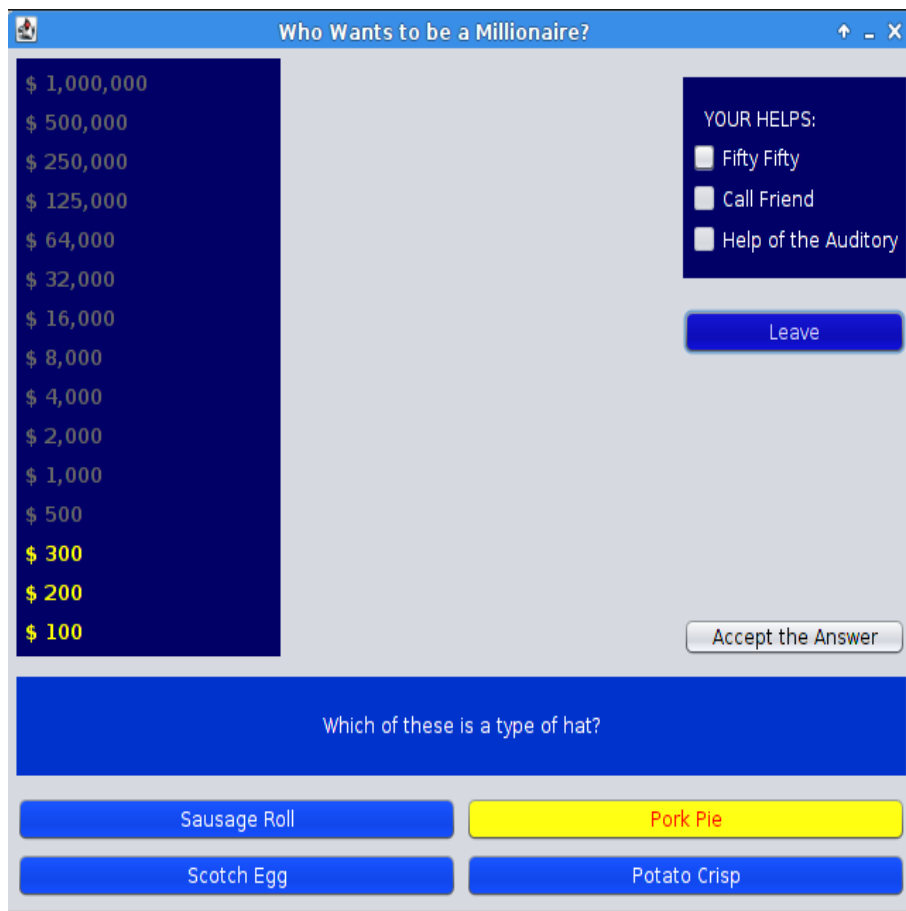 Who Wants to be a Millionaire?
$ 1,000,000
$ 500,000
$ 250,000
$ 125,000
$ 64,000
$ 32,000
$ 16,000
$ 8,000
$ 4,000
$ 2,000
$ 1,000
$ 500
$ 300
$ 200
$ 100
YOUR HELPS:
Fifty Fifty
Call Friend
Help of the Auditory
Leave
Accept the Answer
Which of these is a type of hat?
Sausage Roll
Pork Pie
Scotch Egg
Potato Crisp